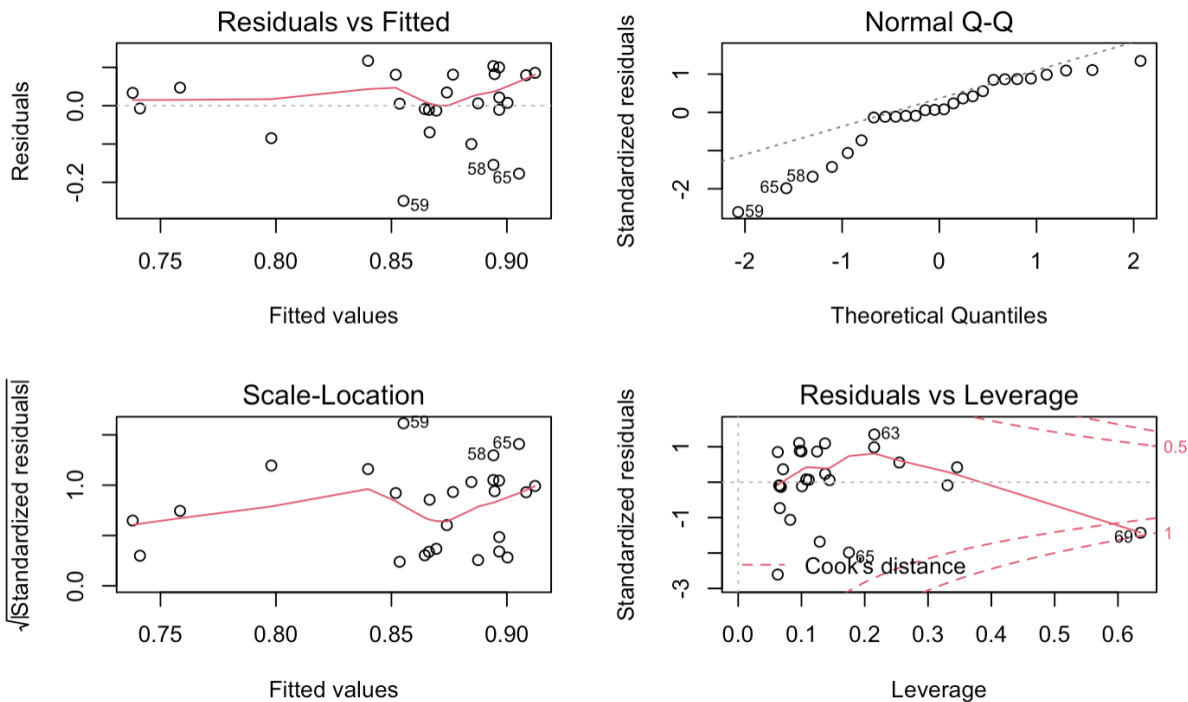 Residuals vs Fitted
Residuals
0.0
-0.2
58
65
59
0.75 0.80 0.85 0.90
Fitted values
Normal Q-Q
Standardized residuals
1
0
-2
65
58
59
-2 -1 0 1 2
Theoretical Quantiles
Scale-Location
√|Standardized residuals|
1.0
0.0
59
65
58
0.75 0.80 0.85 0.90
Fitted values
Residuals vs Leverage
Standardized residuals
1
-1
-3
63
0.5
1
69
65
Cook's distance
0.0 0.1 0.2 0.3 0.4 0.5 0.6
Leverage